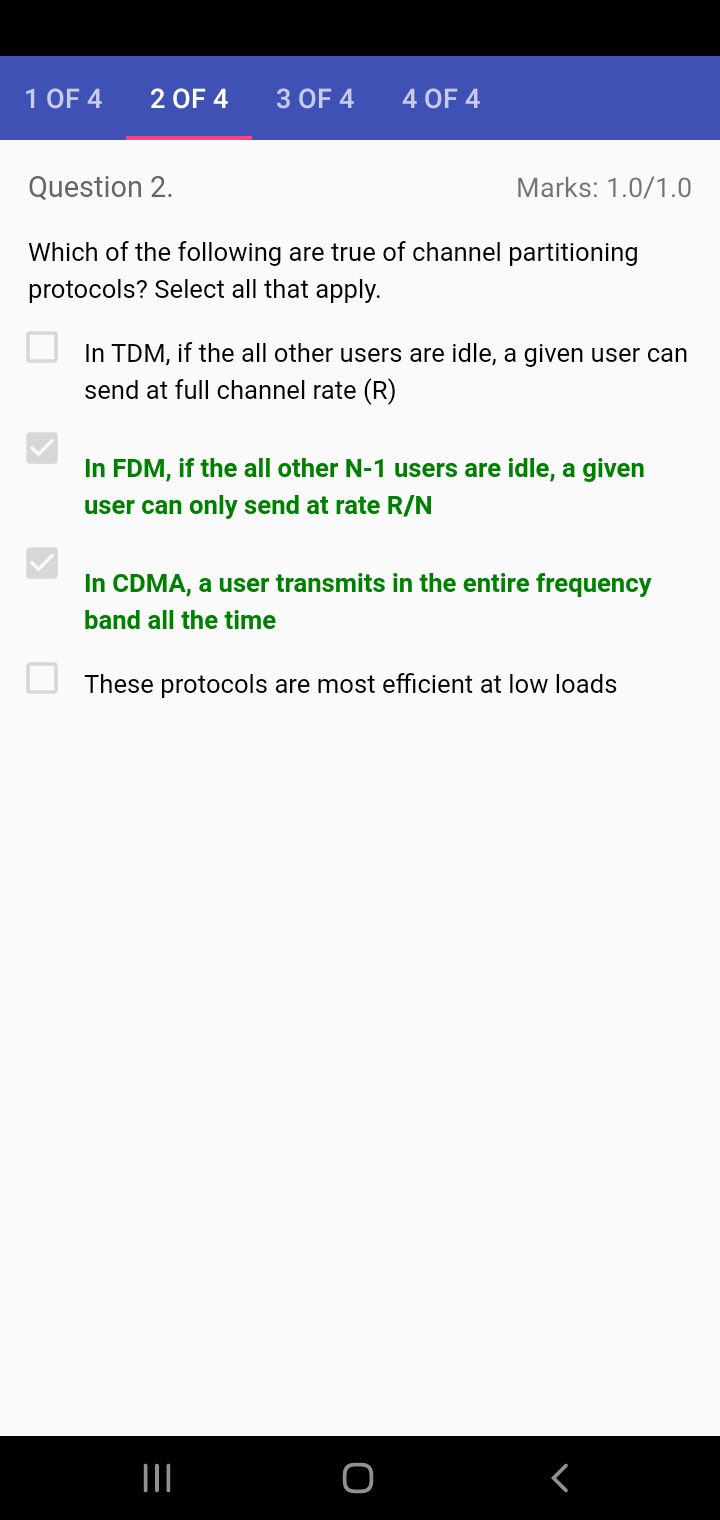 1 OF 4 2 OF 4 3 OF 4 4 OF 4
Question 2. Marks: 1.0/1.0
Which of the following are true of channel partitioning
protocols? Select all that apply.
In TDM, if the all other users are idle, a given user can
send at full channel rate (R)
In FDM, if the all other N-1 users are idle, a given
user can only send at rate R/N
In CDMA, a user transmits in the entire frequency
band all the time
These protocols are most efficient at low loads